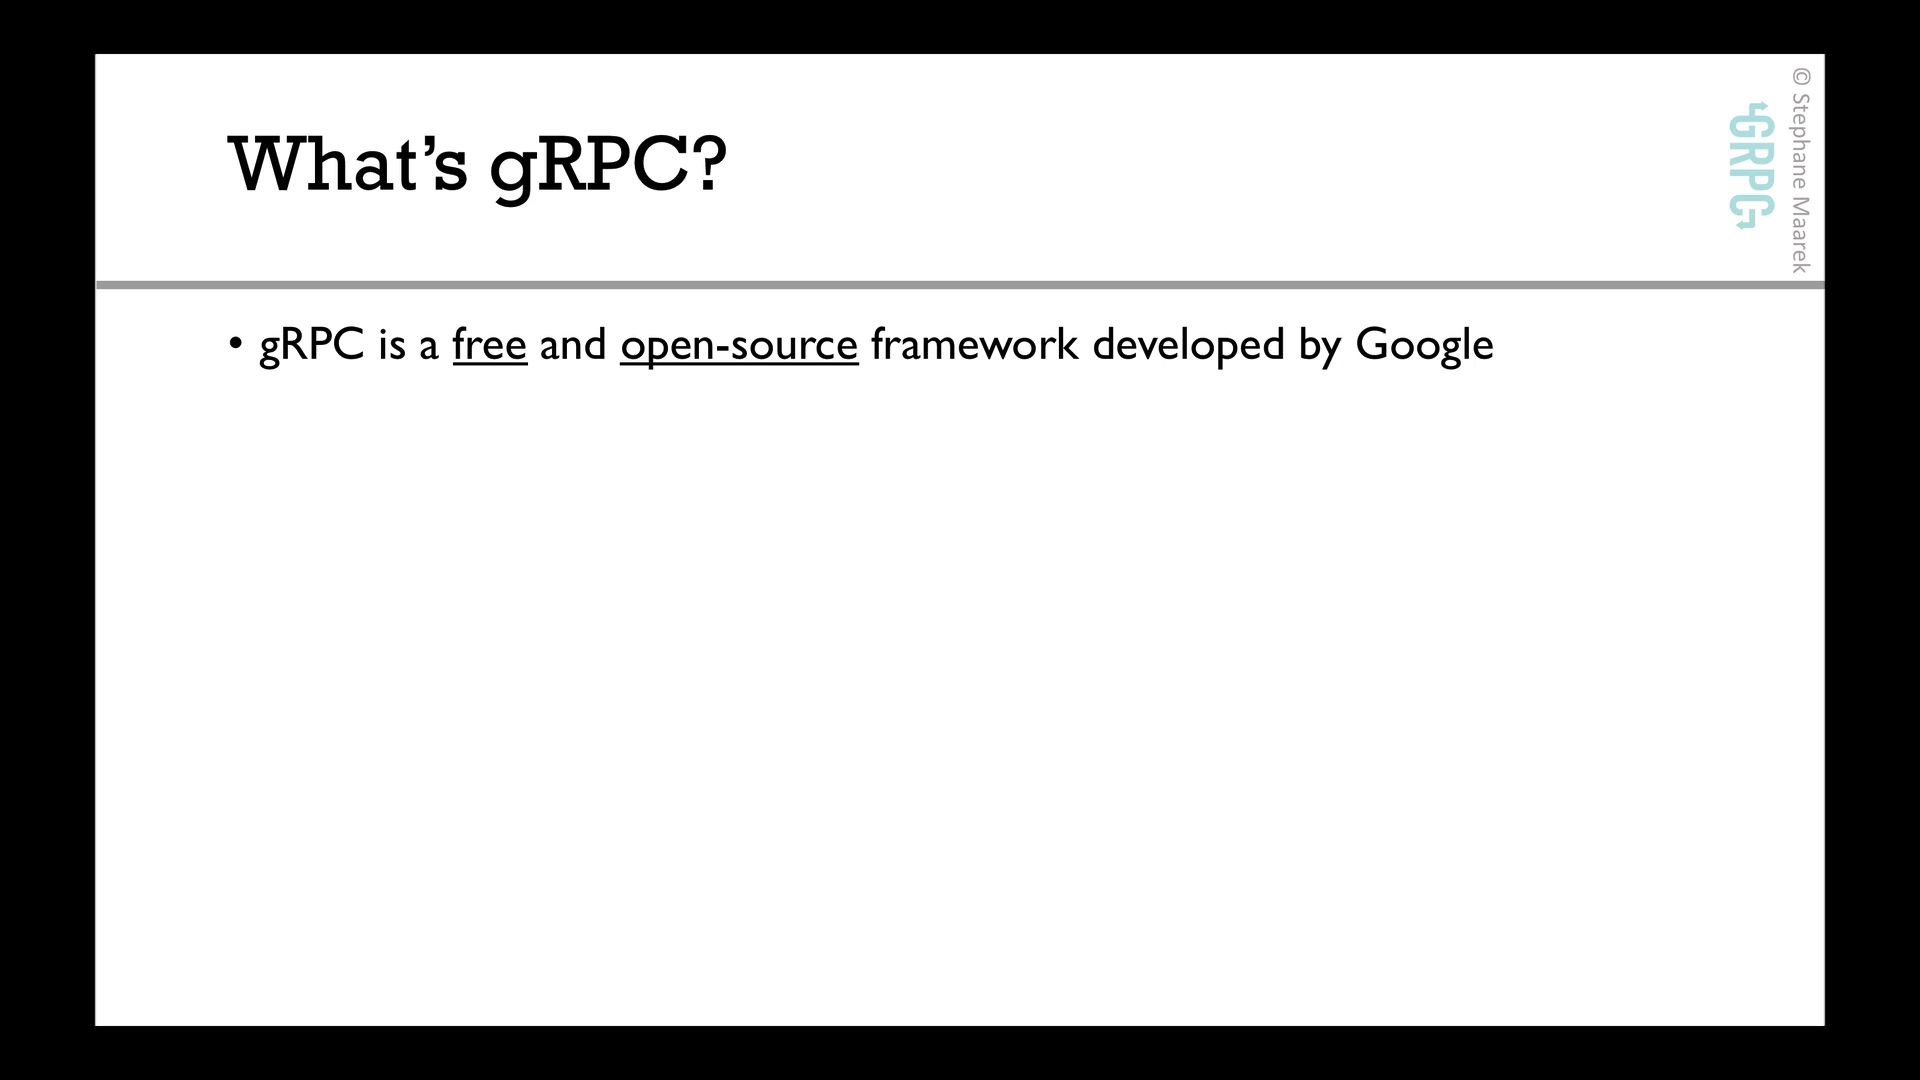 What’s gRPC?
GRPC
© Stephane Maarek
• gRPC is a free and open-source framework developed by Google